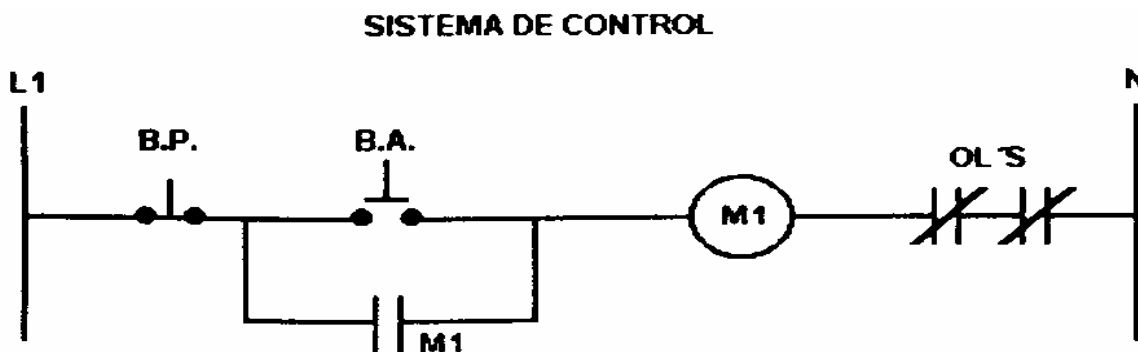 SISTEMA DE CONTROL
L1
N
B.P.
B.A.
OL´S
M1
M1